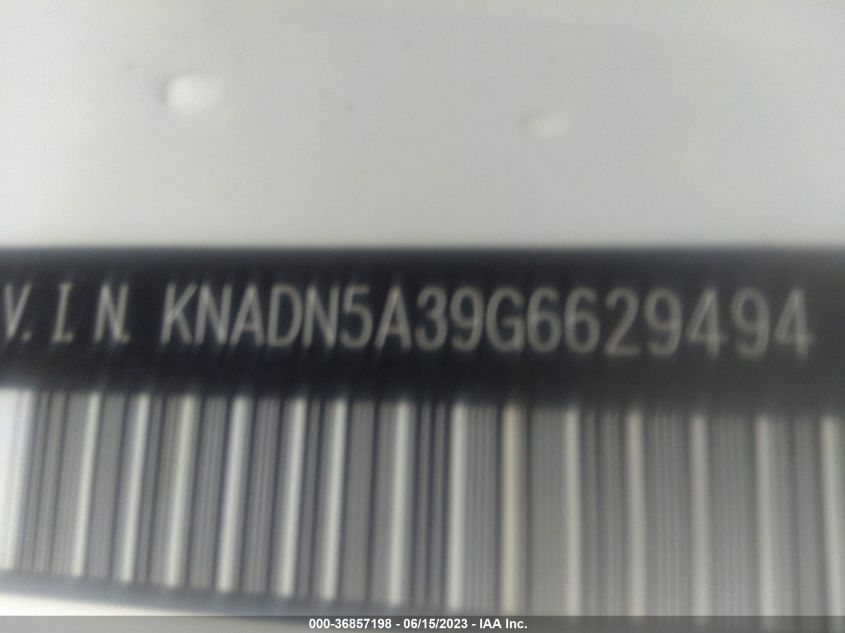 V.I.N. KNADN5A39G6629494
000-36857198 - 06/15/2023 - IAA Inc.